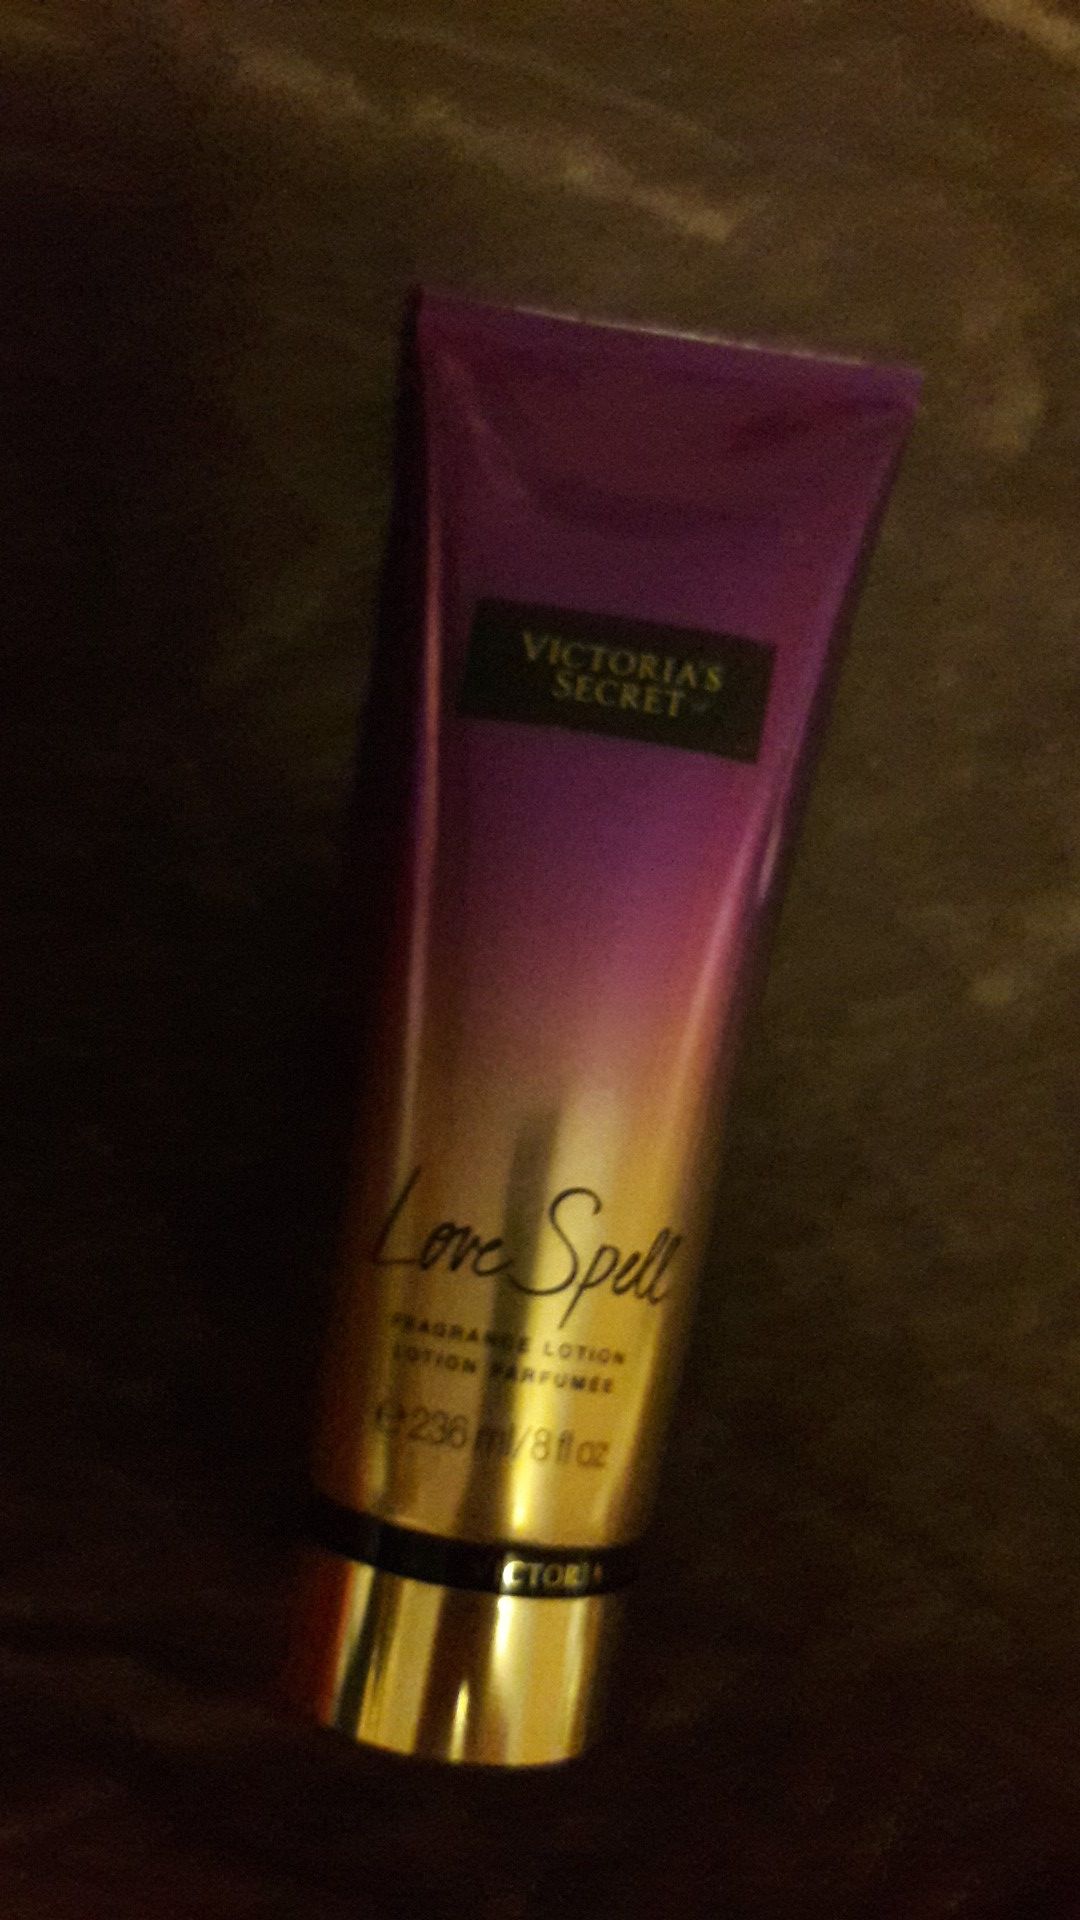 VICTORIA'S
SECRET
Love Spell
FRAGRANCE LOTION
LOTION PARFUMÉE
e 236 ml/8 fl oz